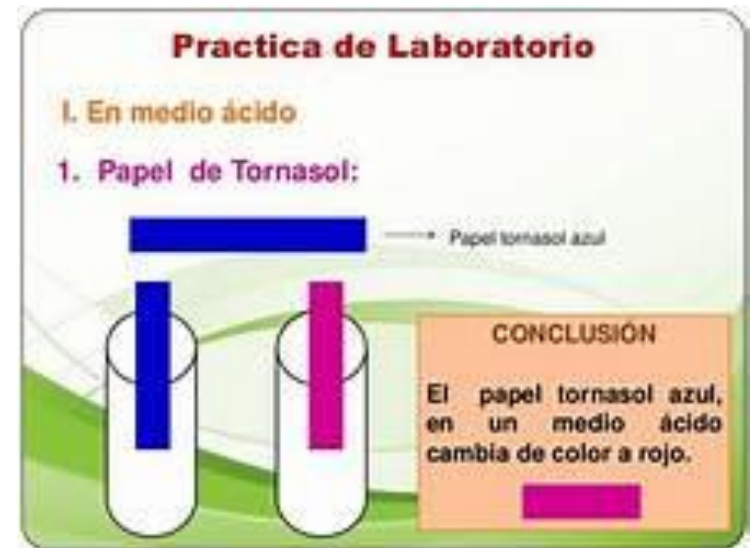 Practica de Laboratorio
I. En medio ácido
1. Papel de Tornasol:
Papel tornasol azul
CONCLUSIÓN
El papel tornasol azul,
en un medio ácido
cambia de color a rojo.